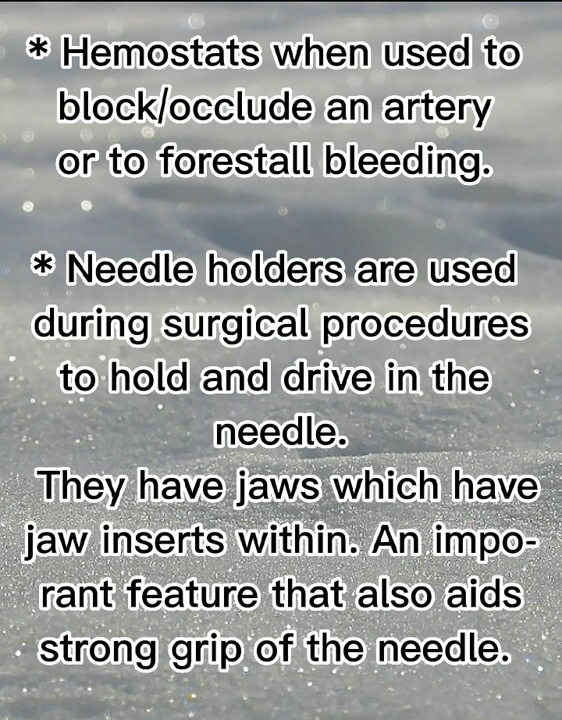 * Hemostats when used to
block/occlude an artery
or to forestall bleeding.
* Needle holders are used
during surgical procedures
to hold and drive in the
needle.
They have jaws which have
jaw inserts within. An impo-
rant feature that also aids
strong grip of the needle.